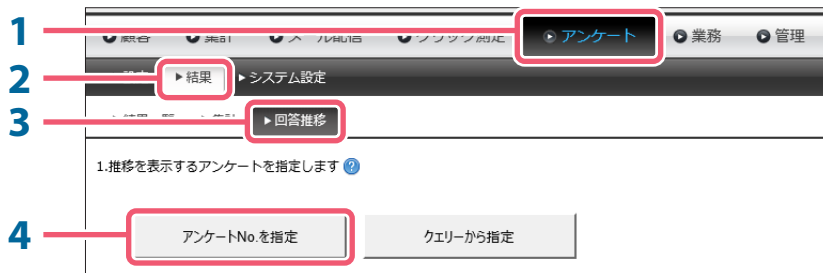 1
顧客 集計 メール配信 クリック測定 アンケート 業務 管理
2
結果 システム設定
3
回答推移
1.推移を表示するアンケートを指定します ?
4
アンケートNo.を指定 クエリーから指定